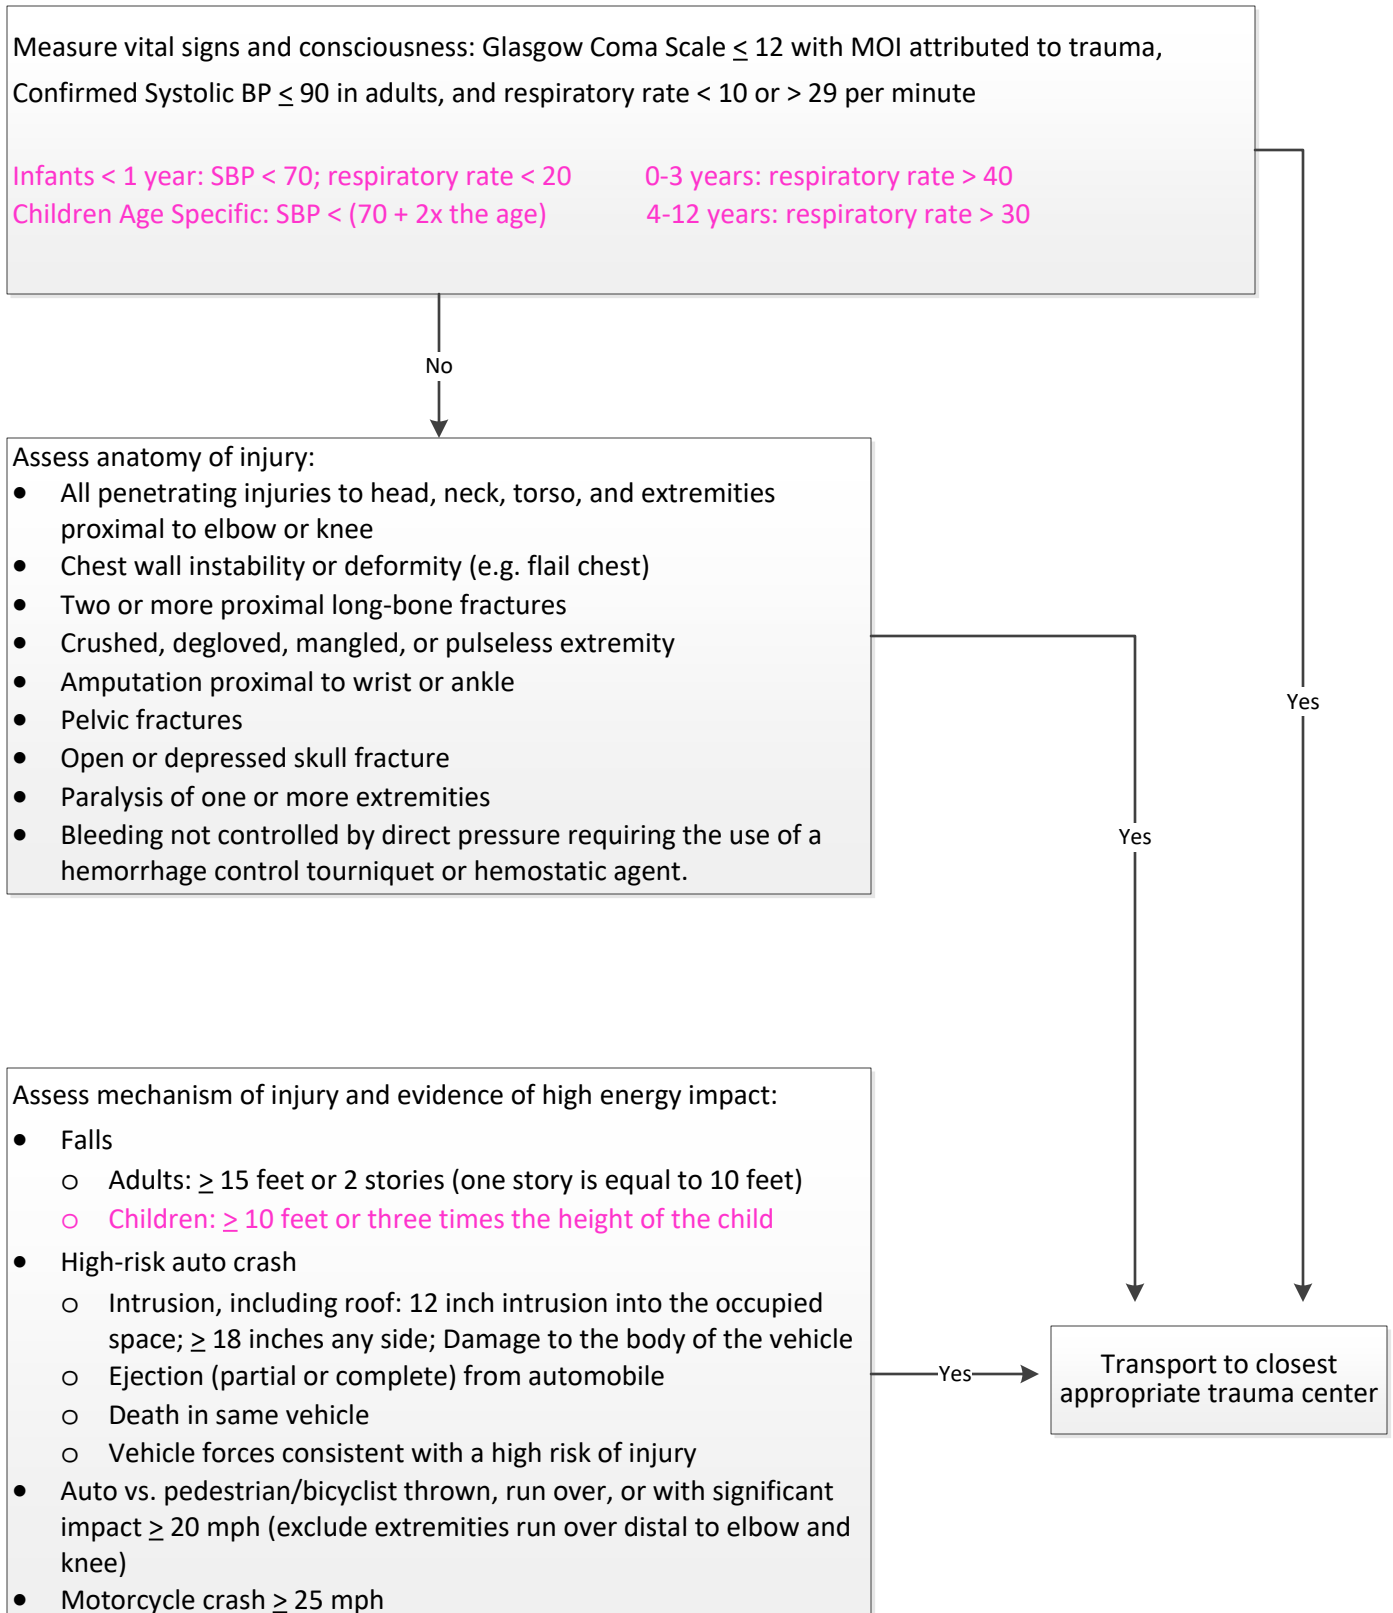 Measure vital signs and consciousness: Glasgow Coma Scale ≤ 12 with MOI attributed to trauma,
Confirmed Systolic BP ≤ 90 in adults, and respiratory rate < 10 or > 29 per minute
Infants < 1 year: SBP < 70; respiratory rate < 20 0-3 years: respiratory rate > 40
Children Age Specific: SBP < (70 + 2x the age) 4-12 years: respiratory rate > 30
No
Assess anatomy of injury:
• All penetrating injuries to head, neck, torso, and extremities
proximal to elbow or knee
• Chest wall instability or deformity (e.g. flail chest)
• Two or more proximal long-bone fractures
• Crushed, degloved, mangled, or pulseless extremity
• Amputation proximal to wrist or ankle
• Pelvic fractures
• Open or depressed skull fracture
• Paralysis of one or more extremities
• Bleeding not controlled by direct pressure requiring the use of a
hemorrhage control tourniquet or hemostatic agent.
Yes
Yes
Assess mechanism of injury and evidence of high energy impact:
• Falls
o Adults: ≥ 15 feet or 2 stories (one story is equal to 10 feet)
o Children: ≥ 10 feet or three times the height of the child
• High-risk auto crash
o Intrusion, including roof: 12 inch intrusion into the occupied
space; ≥ 18 inches any side; Damage to the body of the vehicle
o Ejection (partial or complete) from automobile
o Death in same vehicle
o Vehicle forces consistent with a high risk of injury
• Auto vs. pedestrian/bicyclist thrown, run over, or with significant
impact ≥ 20 mph (exclude extremities run over distal to elbow and
knee)
• Motorcycle crash ≥ 25 mph
Yes
Transport to closest
appropriate trauma center